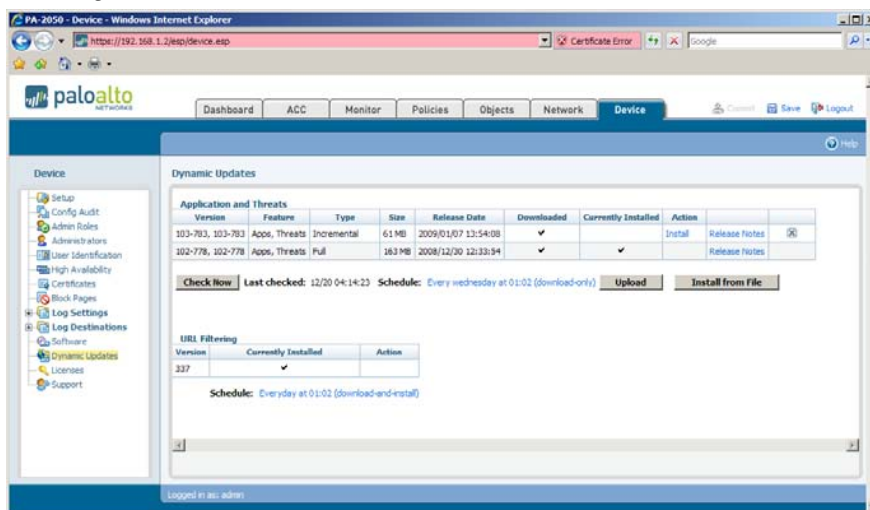 PA-2050 - Device - Windows Internet Explorer
https://192.168.1.2/esp/device.esp Certificate Error Google
paloalto NETWORKS
Dashboard ACC Monitor Policies Objects Network Device Commit Save Logout
Help
Device
Setup
Config Audit
Admin Roles
Administrators
User Identification
High Availability
Certificates
Block Pages
Log Settings
Log Destinations
Software
Dynamic Updates
Licenses
Support
Dynamic Updates
Application and Threats
Version Feature Type Size Release Date Downloaded Currently Installed Action
103-783, 103-783 Apps, Threats Incremental 61 MB 2009/01/07 13:54:08 Install Release Notes
102-778, 102-778 Apps, Threats Full 163 MB 2008/12/30 12:33:54 Release Notes
Check Now Last checked: 12/20 04:14:23 Schedule: Every wednesday at 01:02 (download-only) Upload Install from File
URL Filtering
Version Currently Installed Action
337
Schedule: Everyday at 01:02 (download-and-install)
Logged in as: admin